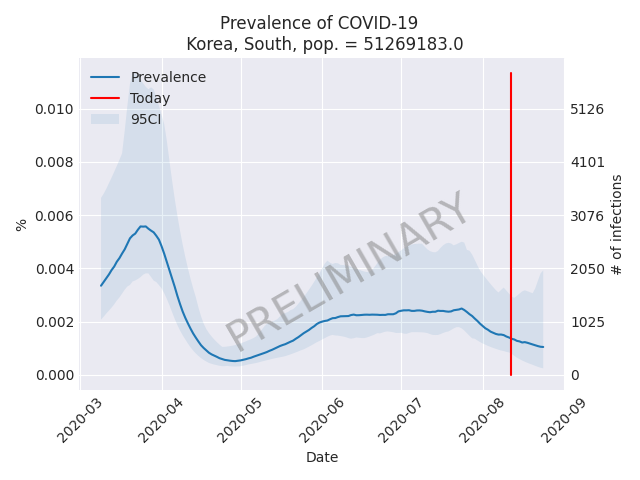 Prevalence of COVID-19
Korea, South, pop. = 51269183.0
Prevalence
Today
95CI
PRELIMINARY
0.010
0.008
0.006
0.004
0.002
0.000
%
5126
4101
3076
2050
1025
0
# of infections
2020-03
2020-04
2020-05
2020-06
2020-07
2020-08
2020-09
Date